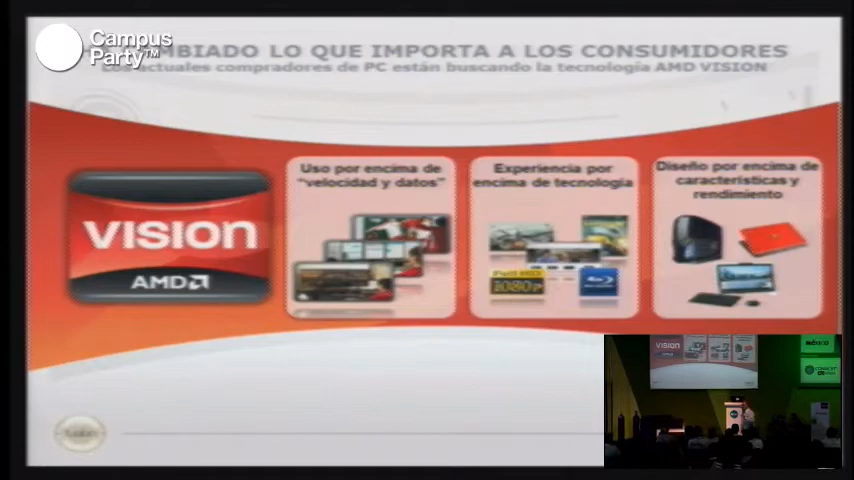 Campus
Party™
MBIADO LO QUE IMPORTA A LOS CONSUMIDORES
Los actuales compradores de PC están buscando la tecnología AMD VISION
Uso por encima de
"velocidad y datos"
Experiencia por
encima de tecnología
Diseño por encima de
características y
rendimiento
VISION
AMD
Full HD
1080p
VISION
México